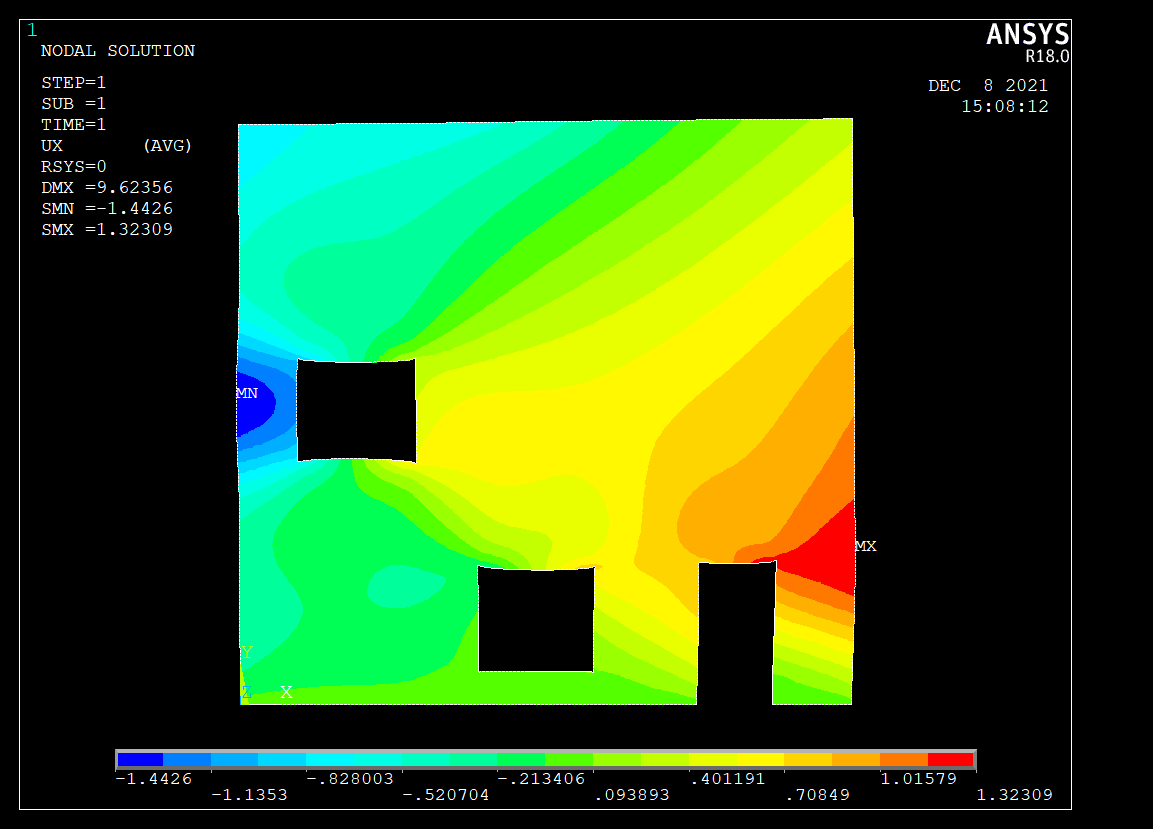 1
NODAL SOLUTION
STEP=1
SUB =1
TIME=1
UX (AVG)
RSYS=0
DMX =9.62356
SMN =-1.4426
SMX =1.32309
ANSYS
R18.0
DEC 8 2021
15:08:12
MN
MX
Y
Z X
-1.4426 -.828003 -.213406 .401191 1.01579
-1.1353 -.520704 .093893 .70849 1.32309